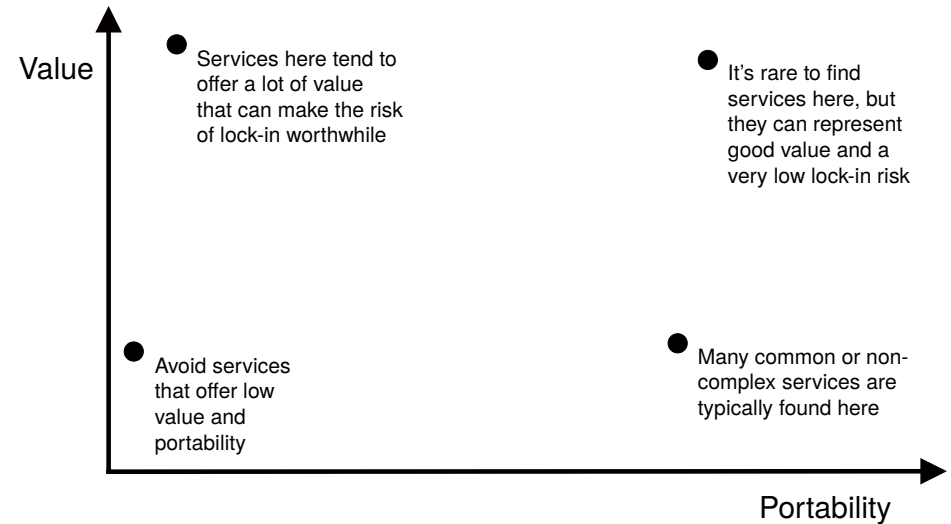 Value
Services here tend to
offer a lot of value
that can make the risk
of lock-in worthwhile
It's rare to find
services here, but
they can represent
good value and a
very low lock-in risk
Avoid services
that offer low
value and
portability
Many common or non-
complex services are
typically found here
Portability